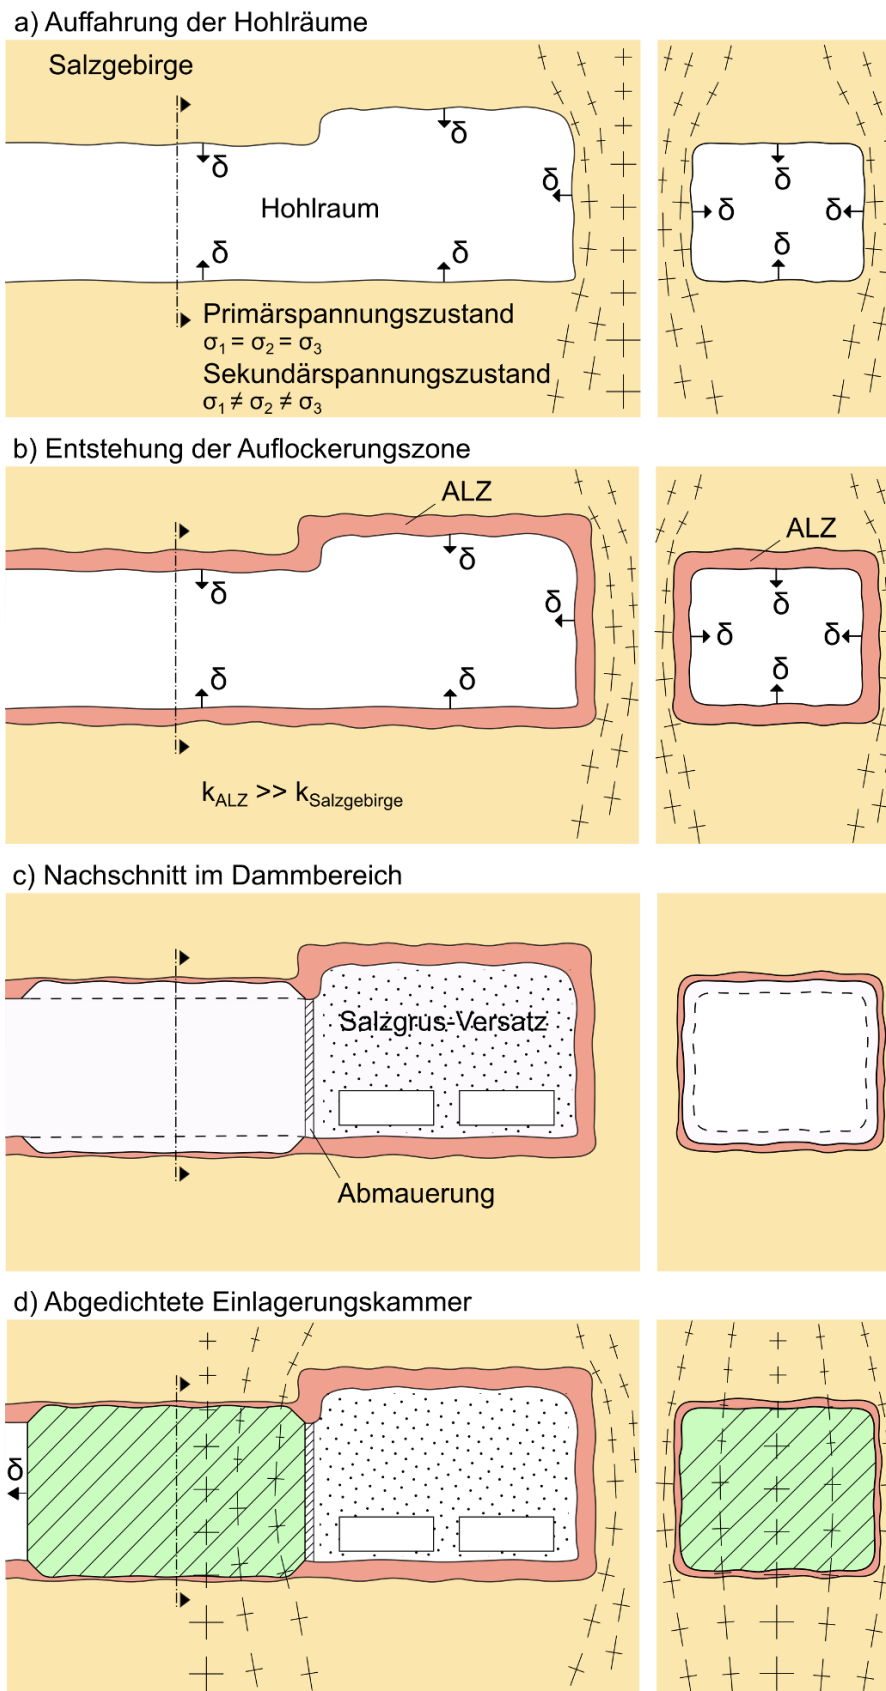 a) Auffahrung der Hohlräume
Salzgebirge
δ
δ
δ
Hohlraum
δ
δ
δ
δ
δ
δ
Primärspannungszustand
σ1 = σ2 = σ3
Sekundärspannungszustand
σ1 ≠ σ2 ≠ σ3
b) Entstehung der Auflockerungszone
ALZ
ALZ
δ
δ
δ
δ
δ
δ
δ
δ
δ
kALZ >> kSalzgebirge
c) Nachschnitt im Dammbereich
Salzgrus-Versatz
Abmauerung
d) Abgedichtete Einlagerungskammer
δ